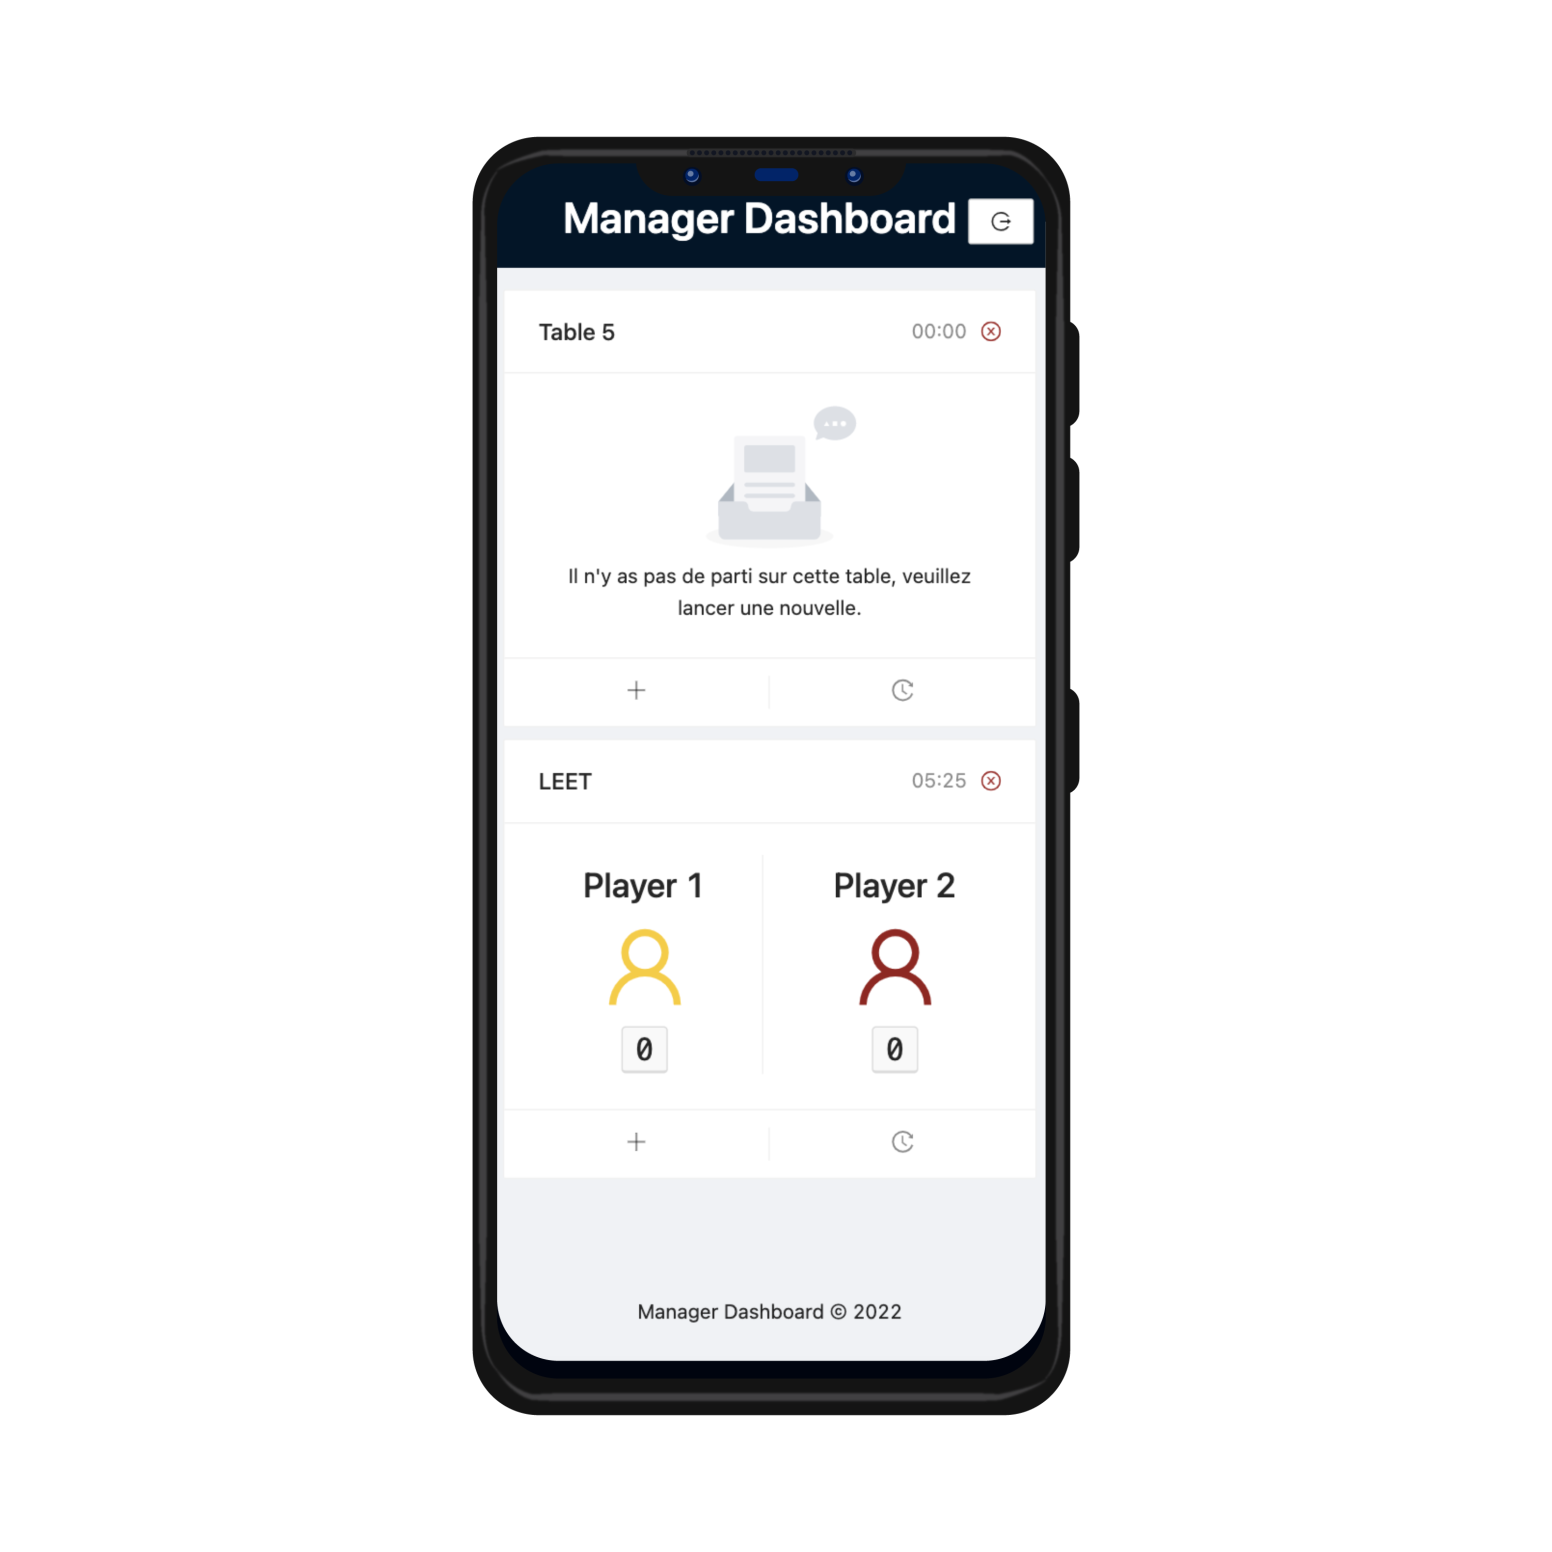 Manager Dashboard
Table 5 00:00
Il n'y as pas de parti sur cette table, veuillez
lancer une nouvelle.
LEET 05:25
Player 1 Player 2
0 0
Manager Dashboard © 2022